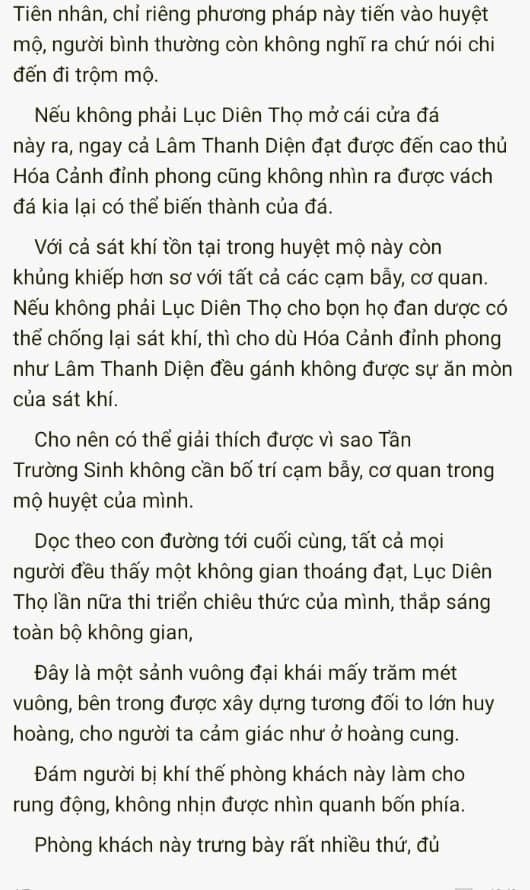 Tiên nhân, chỉ riêng phương pháp này tiến vào huyệt
mộ, người bình thường còn không nghĩ ra chứ nói chi
đến đi trộm mộ.
Nếu không phải Lục Diên Thọ mở cái cửa đá
này ra, ngay cả Lâm Thanh Diện đạt được đến cao thủ
Hóa Cảnh đỉnh phong cũng không nhìn ra được vách
đá kia lại có thể biến thành của đá.
Với cả sát khí tồn tại trong huyệt mộ này còn
khủng khiếp hơn sơ với tất cả các cạm bẫy, cơ quan.
Nếu không phải Lục Diên Thọ cho bọn họ đan dược có
thể chống lại sát khí, thì cho dù Hóa Cảnh đỉnh phong
như Lâm Thanh Diện đều gánh không được sự ăn mòn
của sát khí.
Cho nên có thể giải thích được vì sao Tần
Trường Sinh không cần bố trí cạm bẫy, cơ quan trong
mộ huyệt của mình.
Dọc theo con đường tới cuối cùng, tất cả mọi
người đều thấy một không gian thoáng đạt, Lục Diên
Thọ lần nữa thi triển chiêu thức của mình, thắp sáng
toàn bộ không gian,
Đây là một sảnh vuông đại khái mấy trăm mét
vuông, bên trong được xây dựng tương đối to lớn huy
hoàng, cho người ta cảm giác như ở hoàng cung.
Đám người bị khí thế phòng khách này làm cho
rung động, không nhịn được nhìn quanh bốn phía.
Phòng khách này trưng bày rất nhiều thứ, đủ